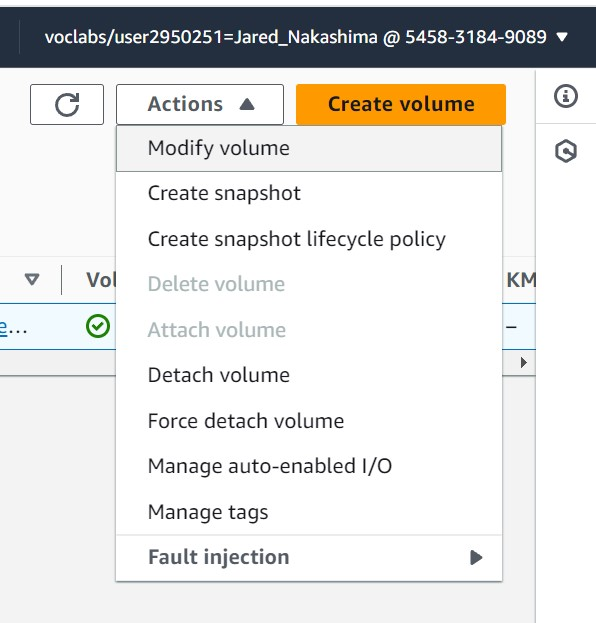 voclabs/user2950251=Jared_Nakashima @ 5458-3184-9089
Actions
Create volume
Modify volume
Create snapshot
Create snapshot lifecycle policy
Delete volume
Attach volume
Detach volume
Force detach volume
Manage auto-enabled I/O
Manage tags
Fault injection
Vol
KM
e...
–